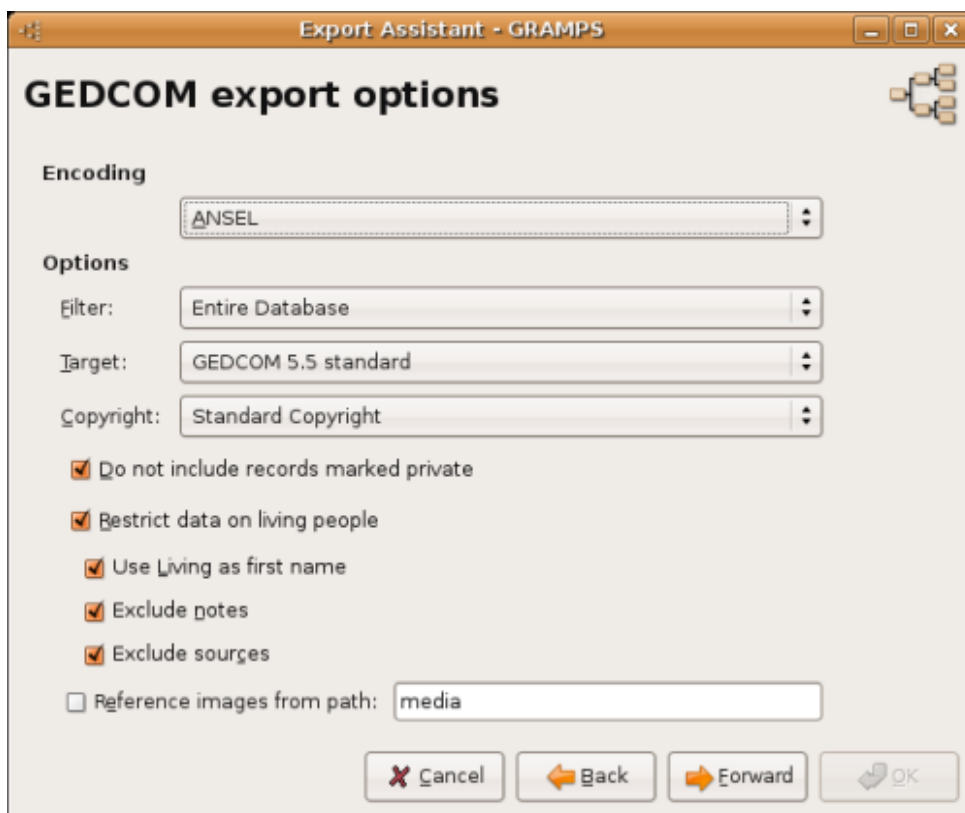 Export Assistant - GRAMPS
GEDCOM export options
Encoding
ANSEL
Options
Filter: Entire Database
Target: GEDCOM 5.5 standard
Copyright: Standard Copyright
Do not include records marked private
Restrict data on living people
Use Living as first name
Exclude notes
Exclude sources
Reference images from path: media
Cancel Back Forward OK